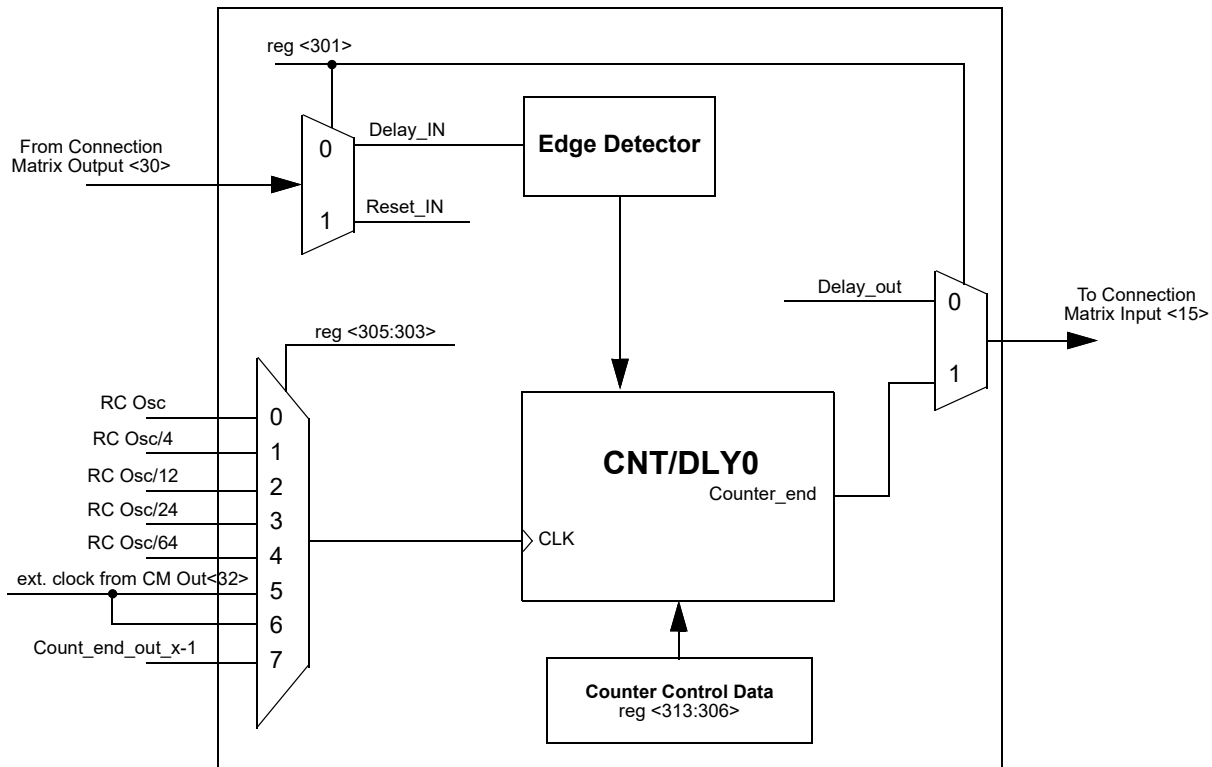 reg <301>
From Connection
Matrix Output <30>
0
1
Delay_IN
Reset_IN
Edge Detector
Delay_out
0
1
To Connection
Matrix Input <15>
reg <305:303>
RC Osc
0
RC Osc/4
1
RC Osc/12
2
RC Osc/24
3
RC Osc/64
4
ext. clock from CM Out<32>
5
6
Count_end_out_x-1
7
CNT/DLY0
Counter_end
CLK
Counter Control Data
reg <313:306>